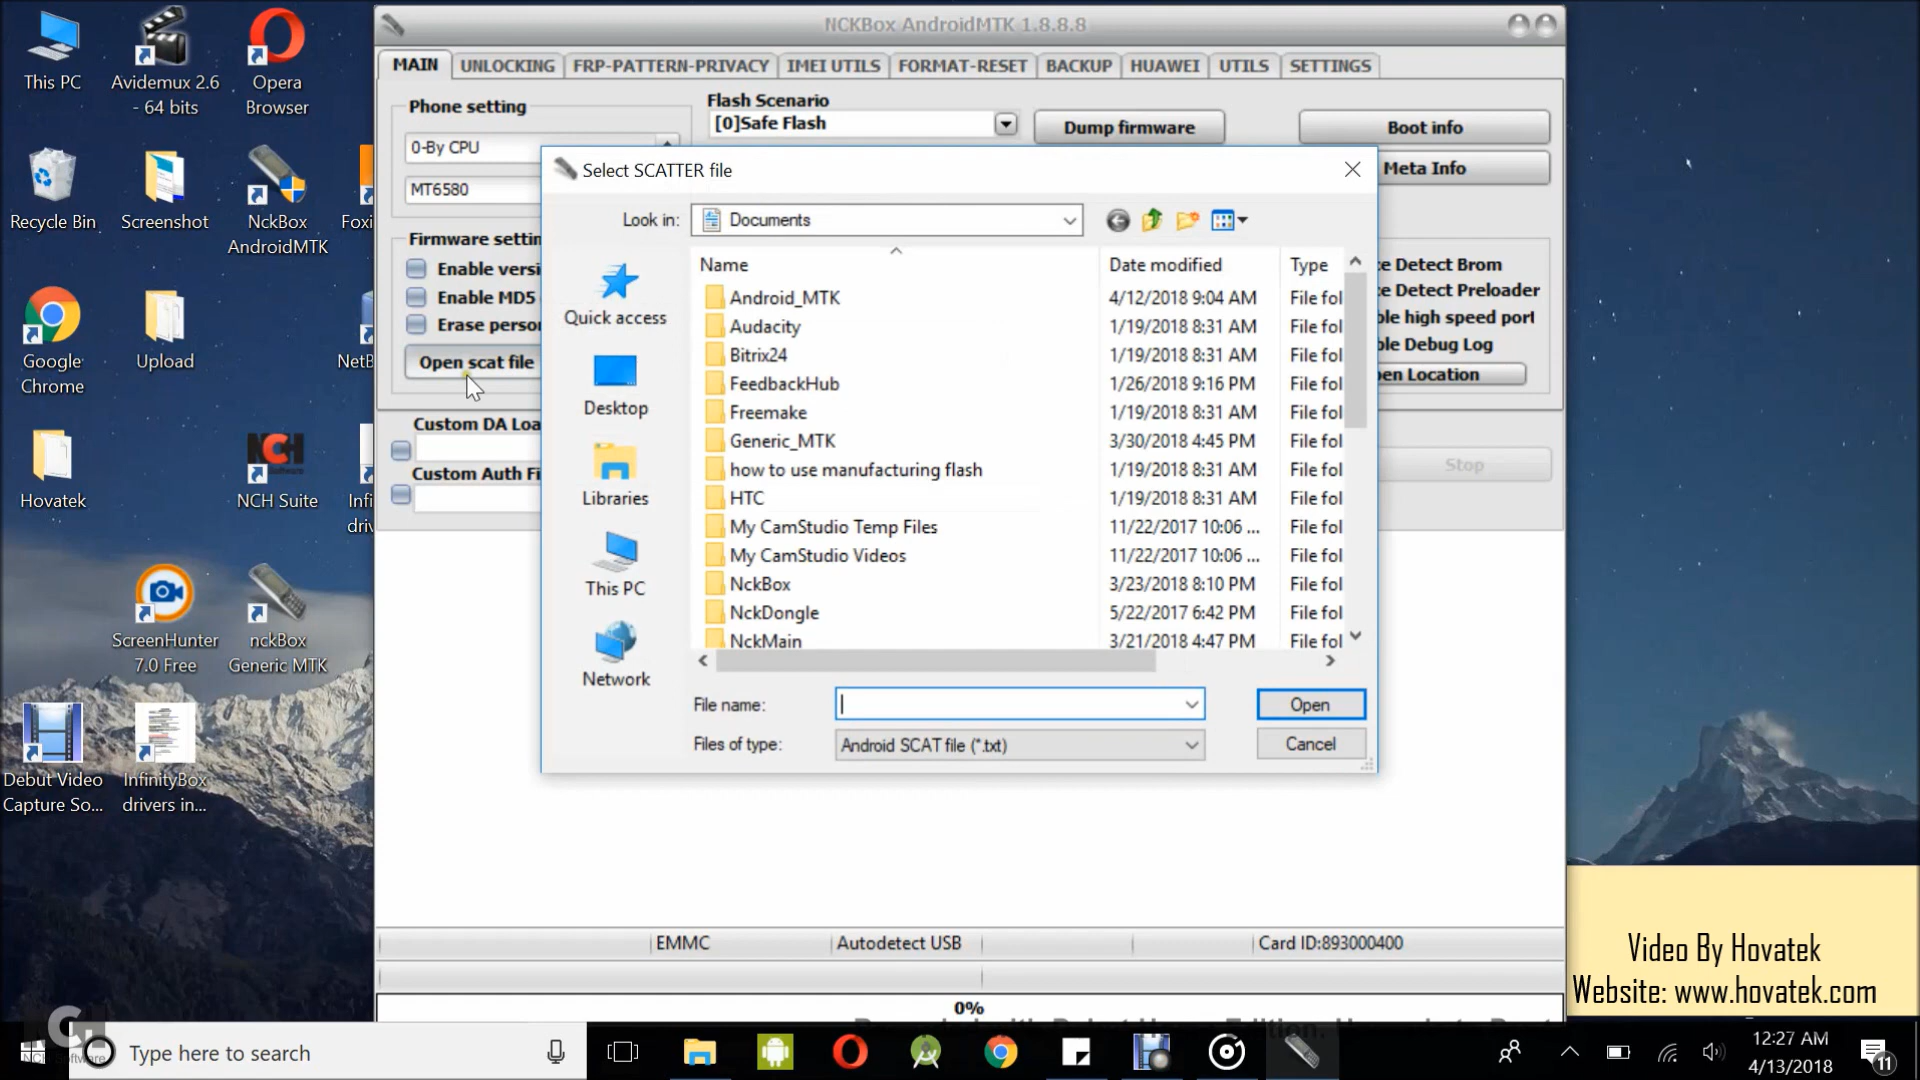 This PC
Avidemux 2.6
- 64 bits
Opera
Browser
Recycle Bin
Screenshot
NckBox
AndroidMTK
Foxi
Google
Chrome
Upload
NetB
Hovatek
NCH Suite
Infi
driv
ScreenHunter
7.0 Free
nckBox
Generic MTK
Debut Video
Capture So...
InfinityBox
drivers in...
NCKBox AndroidMTK 1.8.8.8
MAIN
UNLOCKING
FRP-PATTERN-PRIVACY
IMEI UTILS
FORMAT-RESET
BACKUP
HUAWEI
UTILS
SETTINGS
Phone setting
0-By CPU
MT6580
Flash Scenario
[0]Safe Flash
Dump firmware
Boot info
Meta Info
Firmware settin
Enable versi
Enable MD5
Erase perso
Open scat file
Custom DA Loa
Custom Auth Fi
ce Detect Brom
ce Detect Preloader
ble high speed port
ble Debug Log
pen Location
Stop
Select SCATTER file
Look in:
Documents
Quick access
Desktop
Libraries
This PC
Network
Name Date modified Type
Android_MTK 4/12/2018 9:04 AM File fol
Audacity 1/19/2018 8:31 AM File fol
Bitrix24 1/19/2018 8:31 AM File fol
FeedbackHub 1/26/2018 9:16 PM File fol
Freemake 1/19/2018 8:31 AM File fol
Generic_MTK 3/30/2018 4:45 PM File fol
how to use manufacturing flash 1/19/2018 8:31 AM File fol
HTC 1/19/2018 8:31 AM File fol
My CamStudio Temp Files 11/22/2017 10:06 ... File fol
My CamStudio Videos 11/22/2017 10:06 ... File fol
NckBox 3/23/2018 8:10 PM File fol
NckDongle 5/22/2017 6:42 PM File fol
NckMain 3/21/2018 4:47 PM File fol
File name:
Open
Files of type:
Android SCAT file (*.txt)
Cancel
EMMC
Autodetect USB
Card ID:893000400
0%
Video By Hovatek
Website: www.hovatek.com
NCH Software
Type here to search
12:27 AM
4/13/2018
11